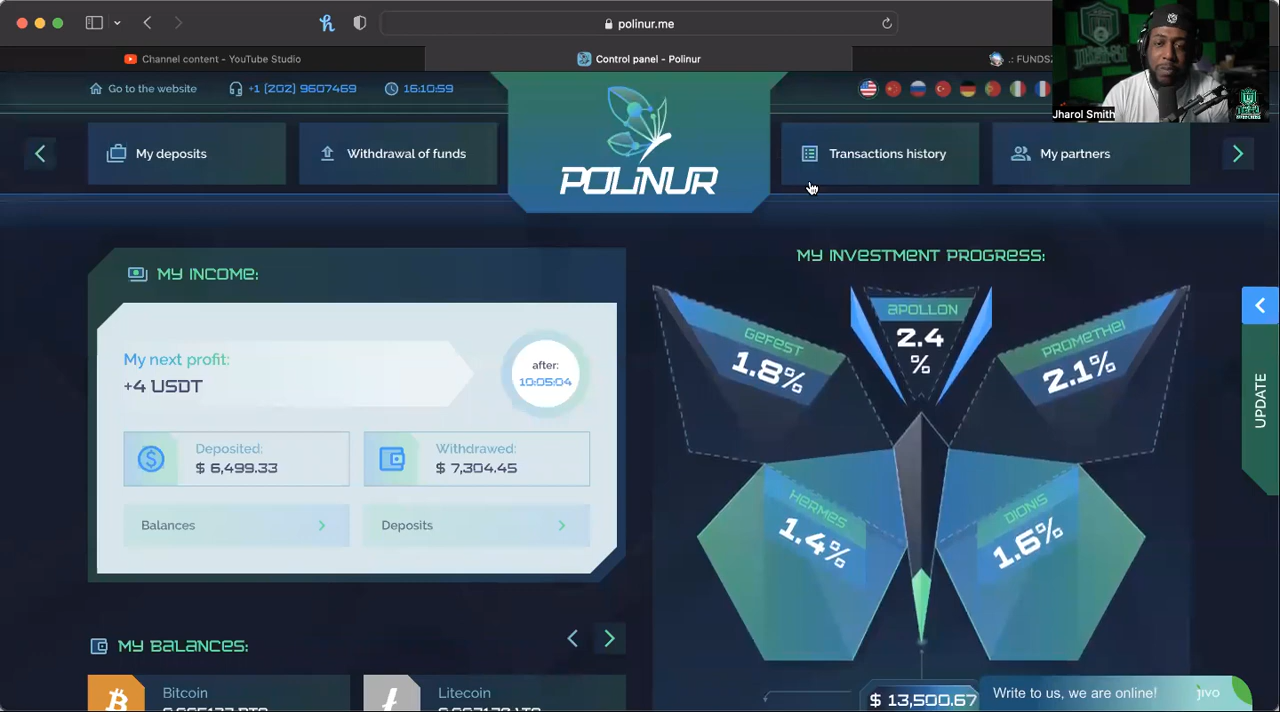 polinur.me
Channel content - YouTube Studio
Control panel - Polinur
.: FUNDSZ
Go to the website
+1 (202) 9607469
16:10:59
Jharol Smith
My deposits
Withdrawal of funds
POLINUR
Transactions history
My partners
MY INCOME:
My next profit:
+4 USDT
after:
10:05:04
Deposited:
$ 6,499.33
Withdrawed:
$ 7,304.45
Balances
Deposits
MY INVESTMENT PROGRESS:
GEFEST
1.8%
APOLLON
2.4
%
PROMETHEI
2.1%
HERMES
1.4%
DIONIS
1.6%
UPDATE
MY BALANCES:
Bitcoin
Litecoin
$ 13,500.67
Write to us, we are online!
jivo